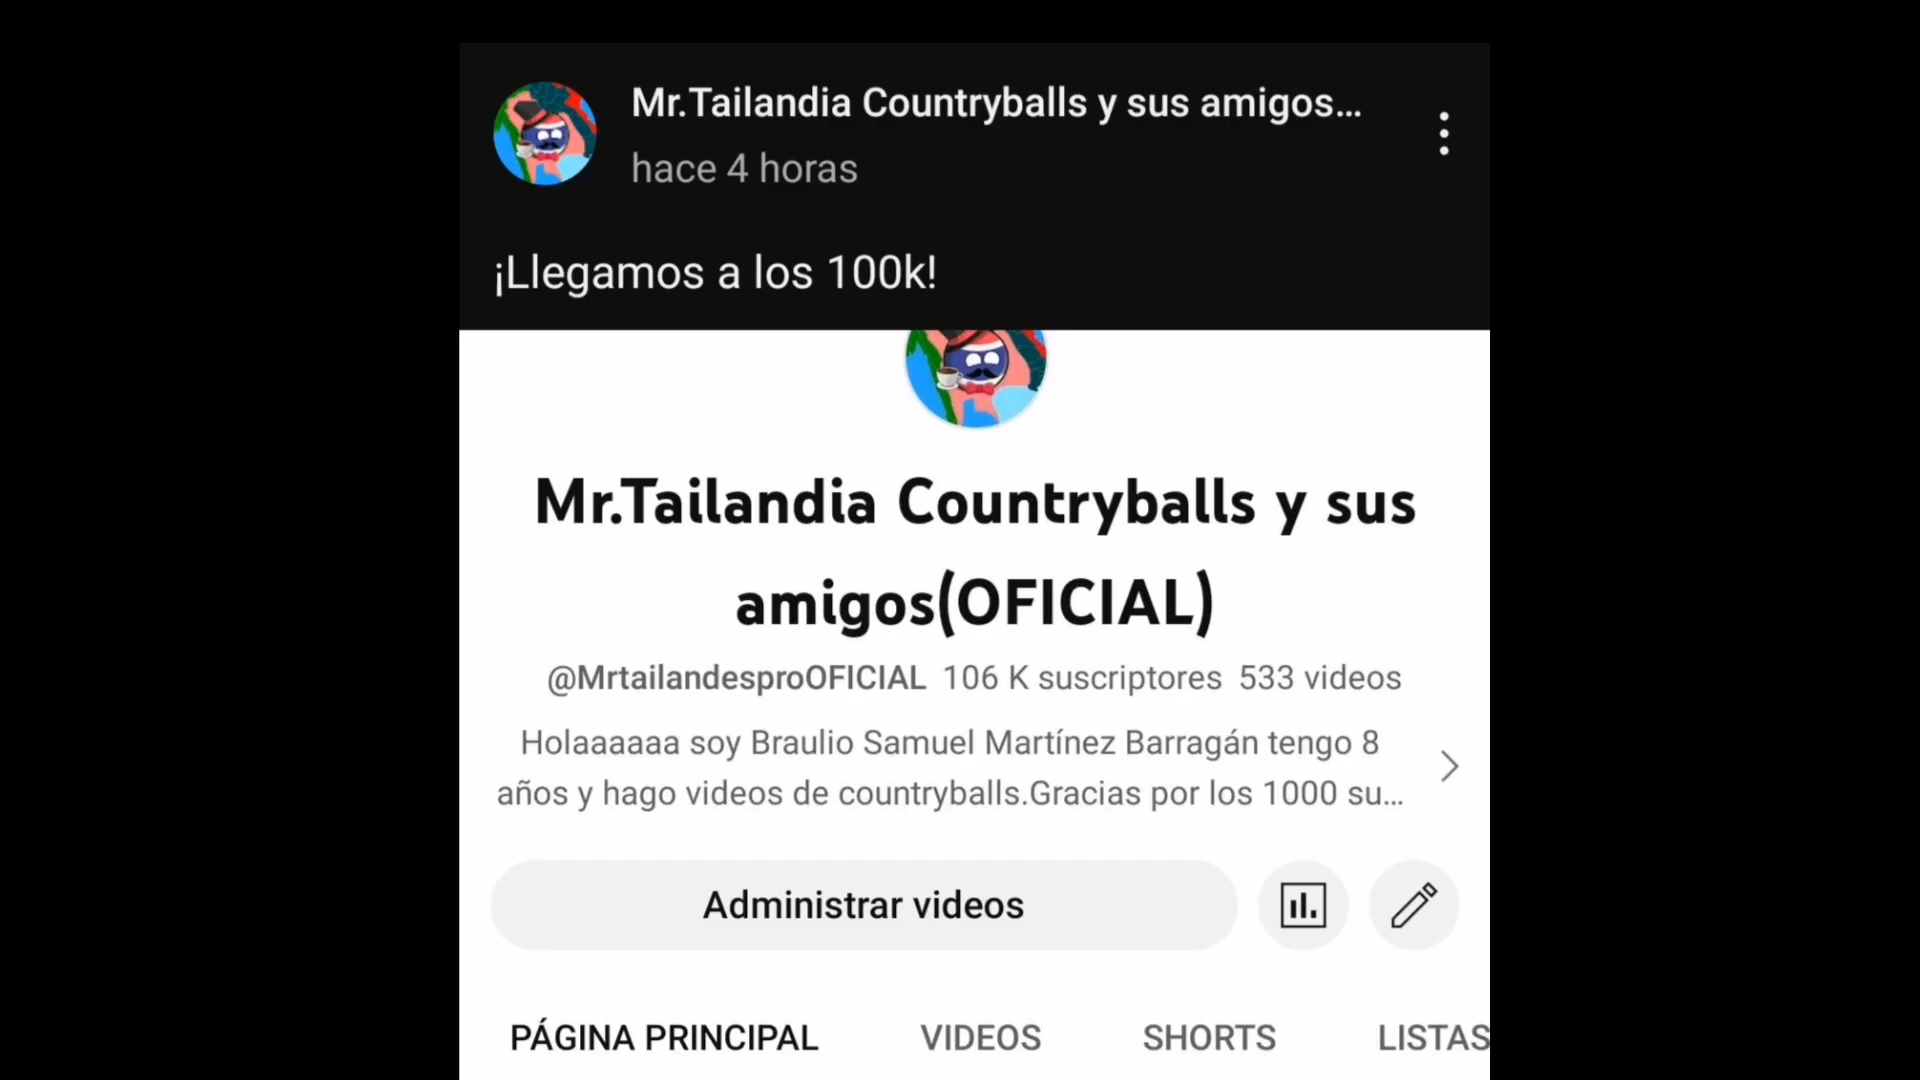 Mr.Tailandia Countryballs y sus amigos...
hace 4 horas
¡Llegamos a los 100k!
Mr.Tailandia Countryballs y sus
amigos(OFICIAL)
@MrtailandesproOFICIAL 106 K suscriptores 533 videos
Holaaaaaa soy Braulio Samuel Martínez Barragán tengo 8
años y hago videos de countryballs.Gracias por los 1000 su...
Administrar videos
PÁGINA PRINCIPAL VIDEOS SHORTS LISTAS